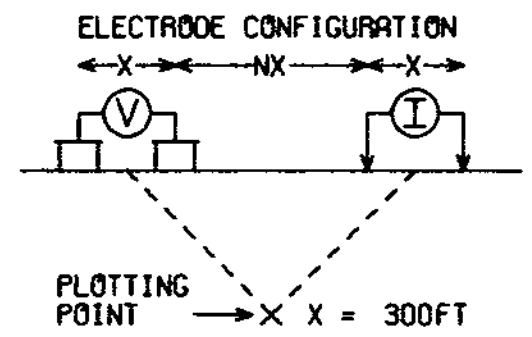 ELECTRODE CONFIGURATION
X NX X
V I
PLOTTING
POINT X X = 300FT